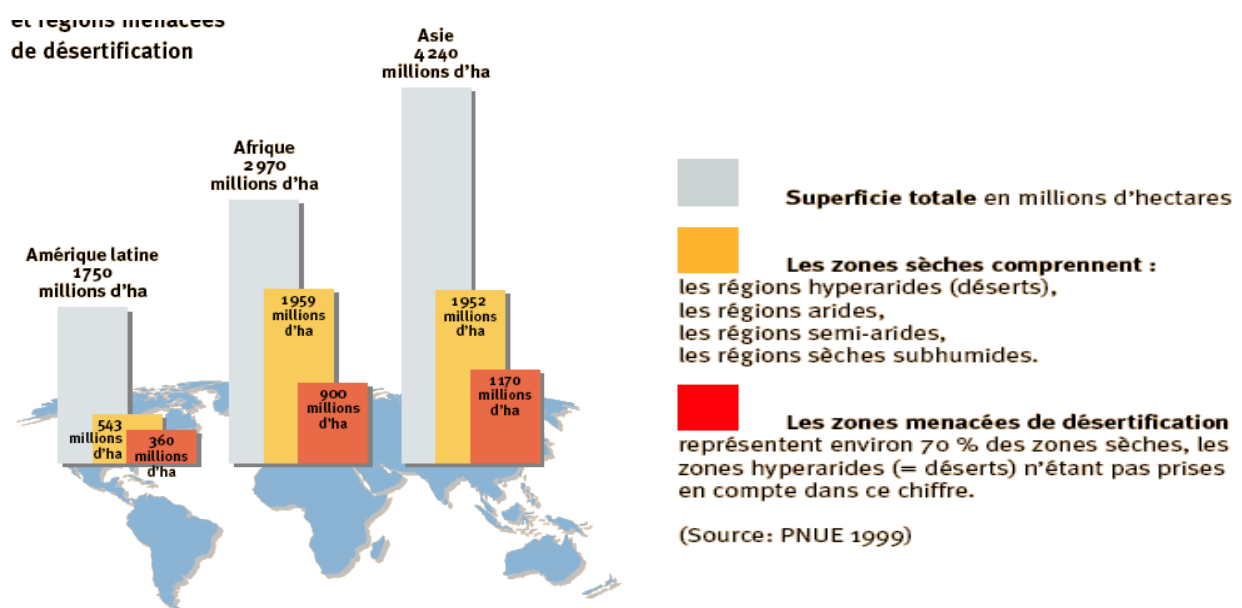 et régions menacées
de désertification
Asie
4 240
millions d'ha
Afrique
2 970
millions d'ha
Amérique latine
1750
millions d'ha
543
millions
d'ha
360
millions
d'ha
1959
millions
d'ha
900
millions
d'ha
1952
millions
d'ha
1170
millions
d'ha
Superficie totale en millions d'hectares
Les zones sèches comprennent :
les régions hyperarides (déserts),
les régions arides,
les régions semi-arides,
les régions sèches subhumides.
Les zones menacées de désertification
représentent environ 70 % des zones sèches, les
zones hyperarides (= déserts) n'étant pas prises
en compte dans ce chiffre.
(Source: PNUE 1999)